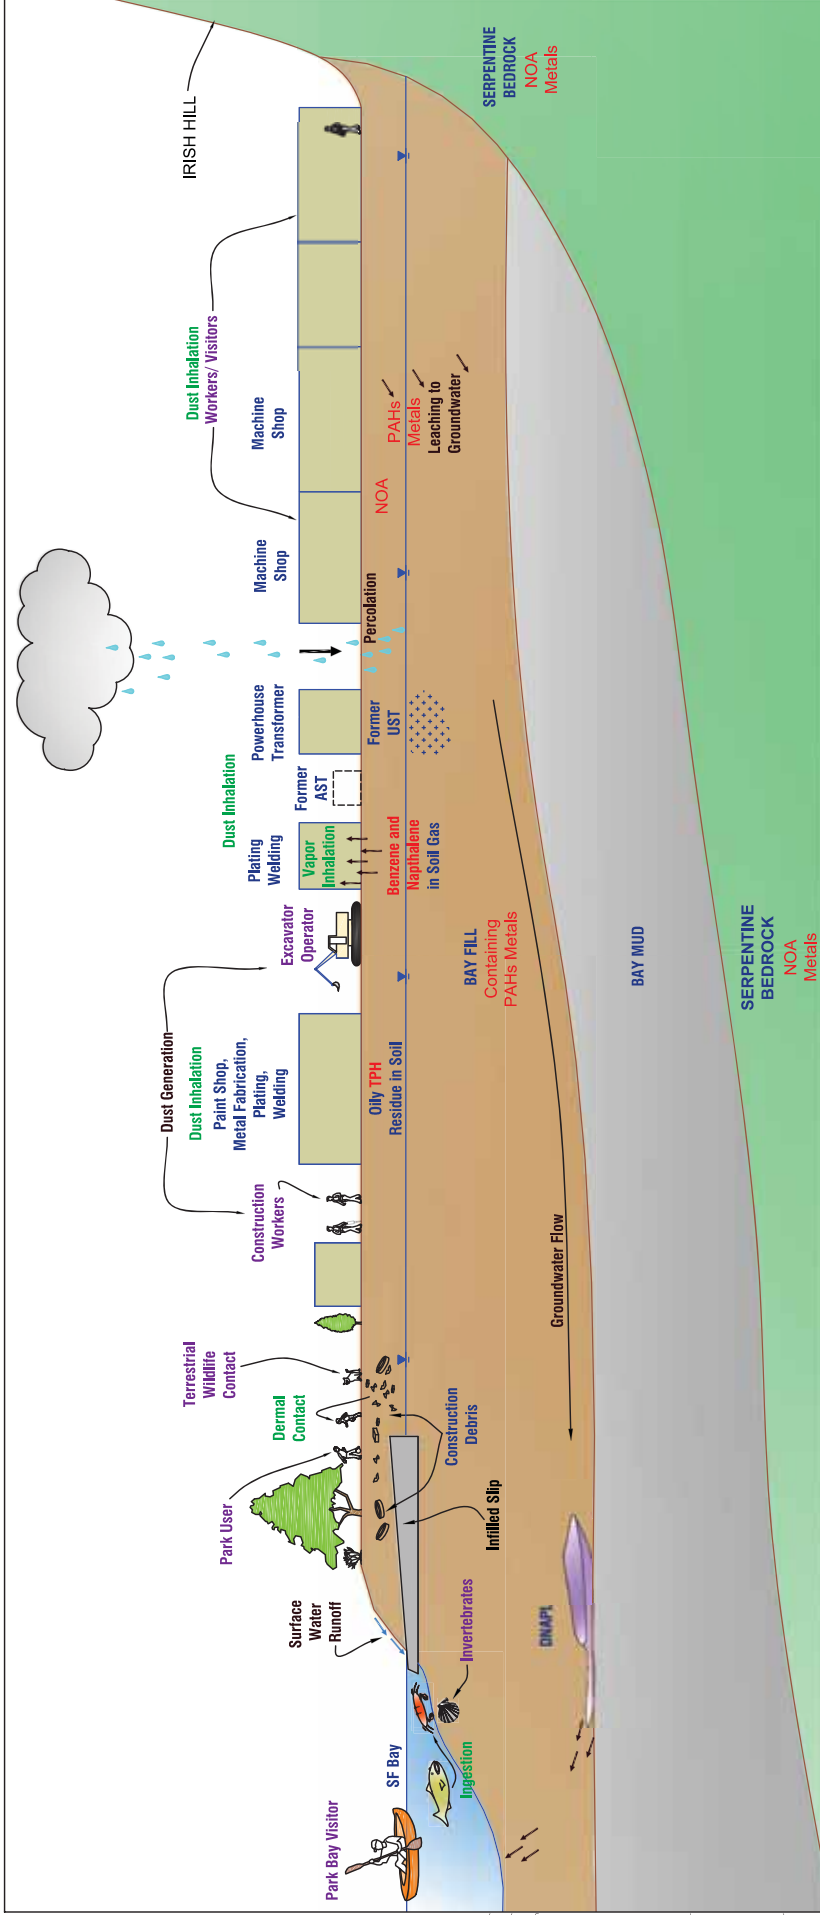 IRISH HILL
SERPENTINE
BEDROCK
NOA
Metals
Dust Inhalation
Workers/ Visitors
Machine
Shop
Machine
Shop
PAHs
Metals
Leaching to
Groundwater
NOA
Percolation
Powerhouse
Transformer
Former
UST
Former
AST
Dust Inhalation
Plating
Welding
Vapor
Inhalation
Benzene and
Napthalene
in Soil Gas
Excavator
Operator
BAY FILL
Containing
PAHs Metals
BAY MUD
SERPENTINE
BEDROCK
NOA
Metals
Dust Generation
Dust Inhalation
Paint Shop,
Metal Fabrication,
Plating,
Welding
Oily TPH
Residue in Soil
Construction
Workers
Groundwater Flow
Terrestrial
Wildlife
Contact
Dermal
Contact
Construction
Debris
Park User
Infilled Slip
Surface
Water
Runoff
Invertebrates
DNAPL
SF Bay
Ingestion
Park Bay Visitor